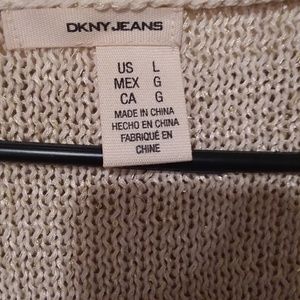 DKNY JEANS
US L
MEX G
CA G
MADE IN CHINA
HECHO EN CHINA
FABRIQUÉ EN
CHINE